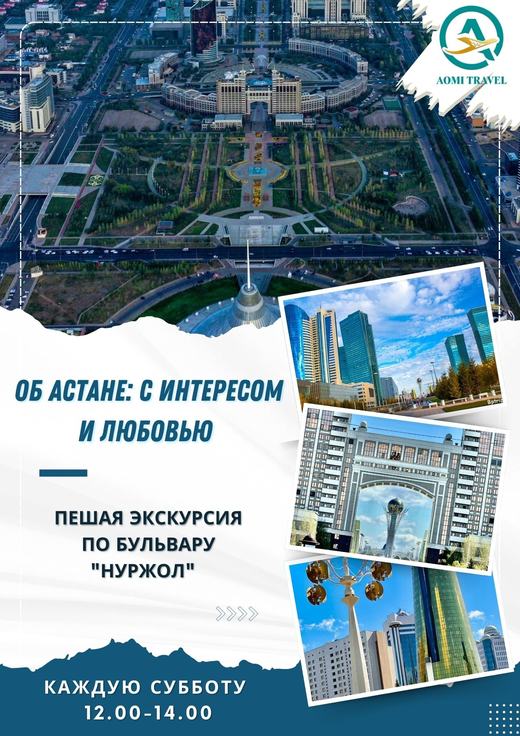 AOMI TRAVEL
ОБ АСТАНЕ: С ИНТЕРЕСОМ
И ЛЮБОВЬЮ
ПЕШАЯ ЭКСКУРСИЯ
ПО БУЛЬВАРУ
"НУРЖОЛ"
КАЖДУЮ СУББОТУ
12.00-14.00